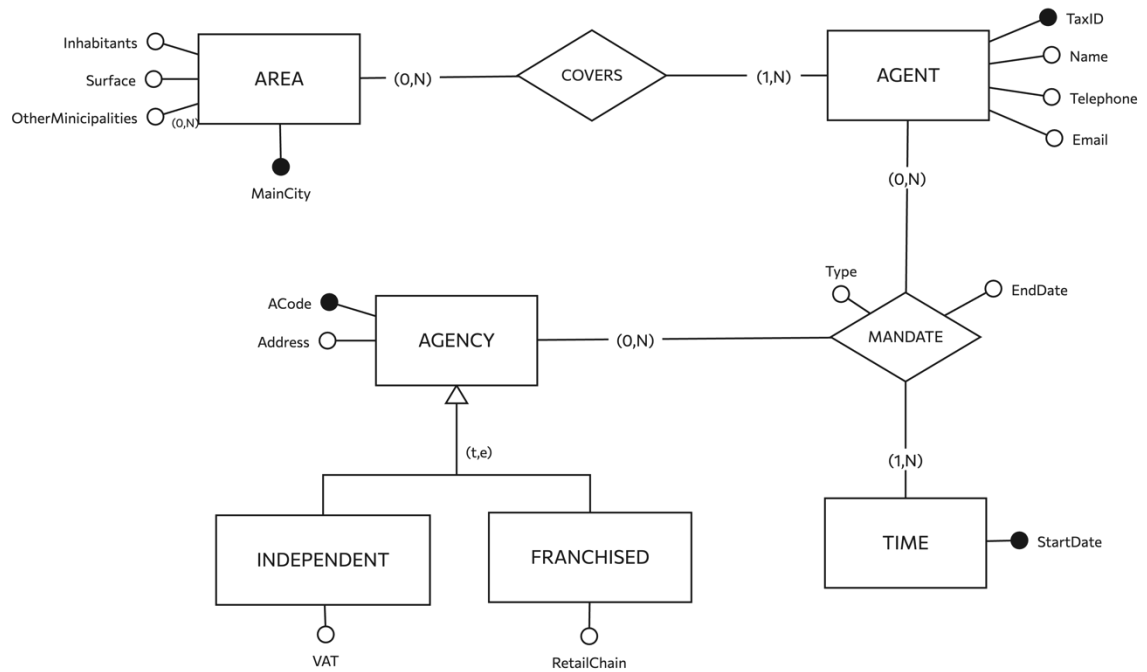 Inhabitants
Surface
OtherMinicipalities
(0,N)
AREA
MainCity
(0,N)
COVERS
(1,N)
AGENT
TaxID
Name
Telephone
Email
(0,N)
Type
EndDate
MANDATE
ACode
Address
AGENCY
(0,N)
(t,e)
(1,N)
INDEPENDENT
FRANCHISED
TIME
StartDate
VAT
RetailChain